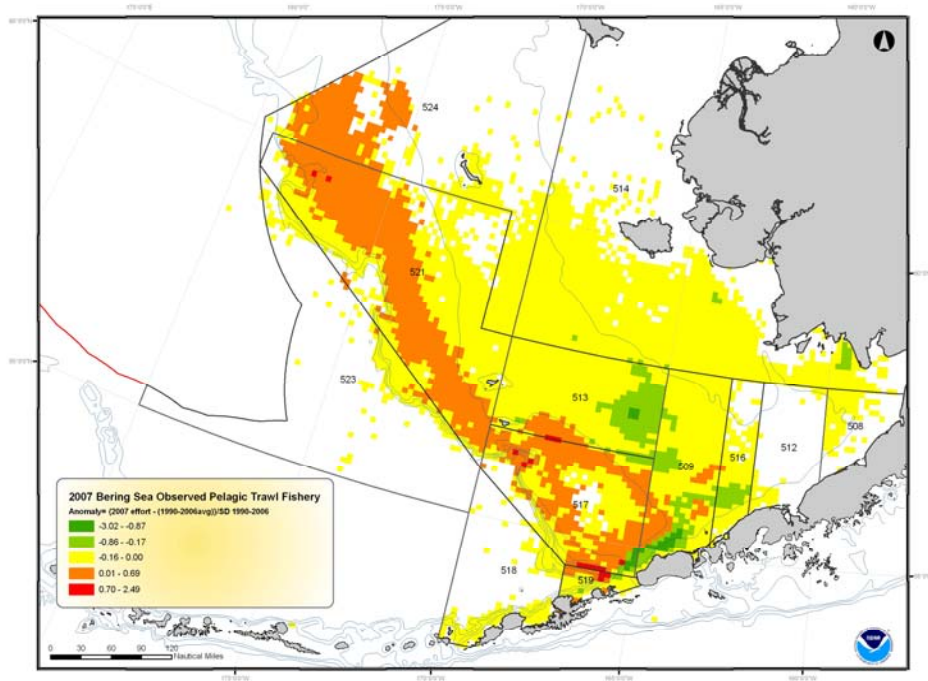 524
514
521
523
513
508
512
516
509
517
518
519
2007 Bering Sea Observed Pelagic Trawl Fishery
Anomaly= (2007 effort - (1990-2006avg))/SD 1990-2006
-3.02 - -0.87
-0.86 - -0.17
-0.16 - 0.00
0.01 - 0.69
0.70 - 2.49
0 30 60 90 120
Nautical Miles